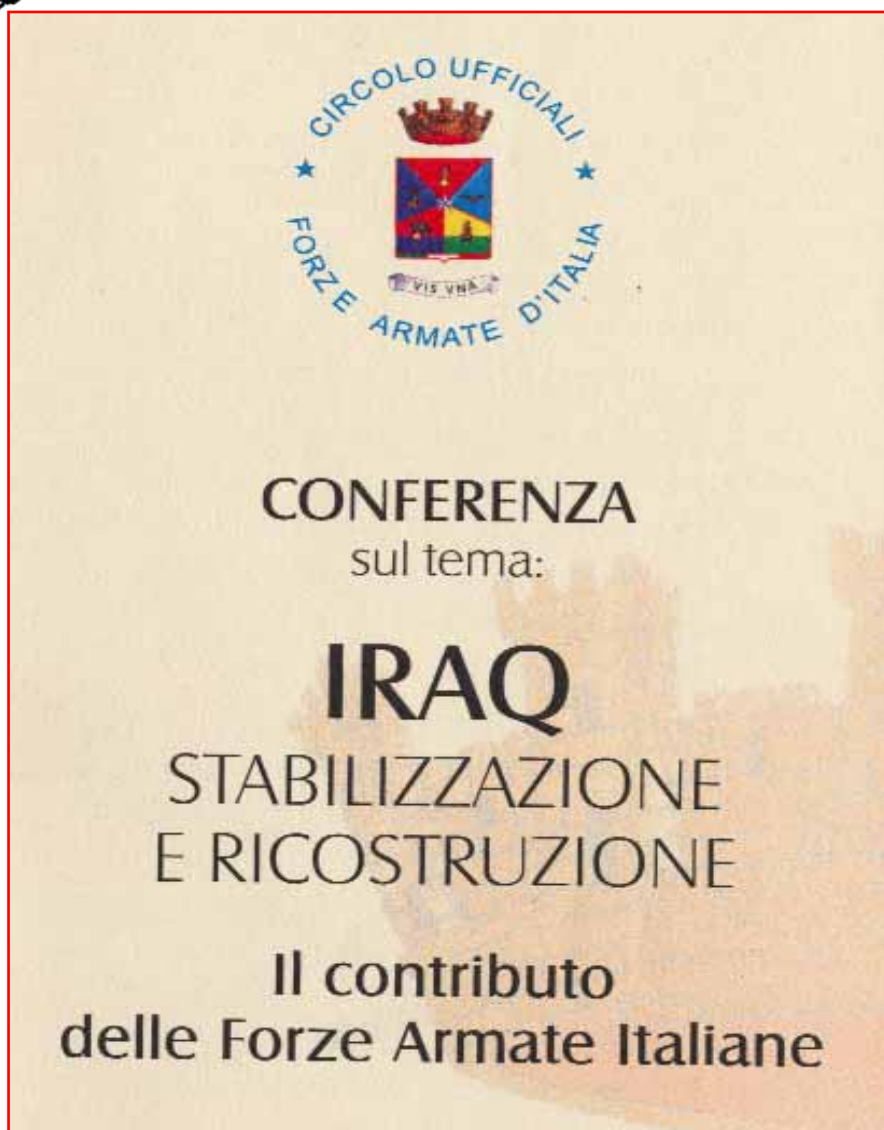 CIRCOLO UFFICIALI
FORZE ARMATE D'ITALIA
VIS VNA
CONFERENZA
sul tema:
IRAQ
STABILIZZAZIONE
E RICOSTRUZIONE
Il contributo
delle Forze Armate Italiane